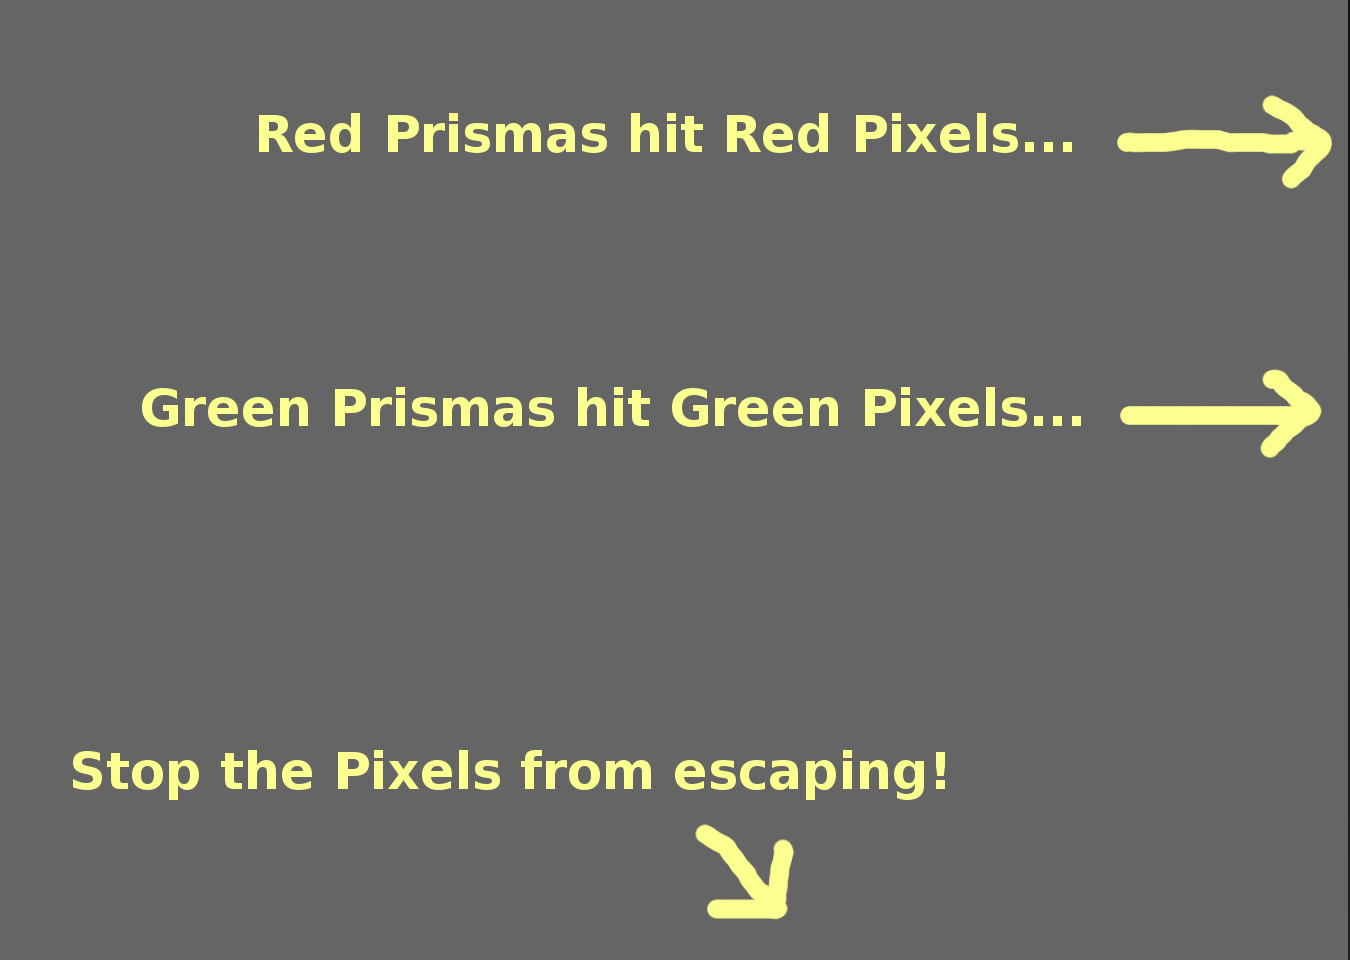 Red Prismas hit Red Pixels...
Green Prismas hit Green Pixels...
Stop the Pixels from escaping!